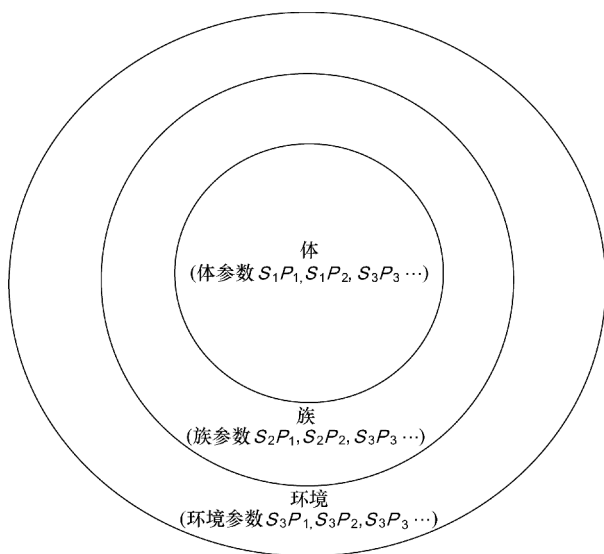 体
(体参数 S₁P₁, S₁P₂, S₃P₃ …)
族
(族参数 S₂P₁, S₂P₂, S₃P₃ …)
环境
(环境参数 S₃P₁, S₃P₂, S₃P₃ …)